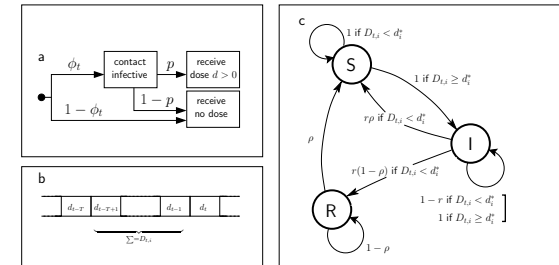 a
ϕ_t
contact
infective
p
receive
dose d > 0
1 − p
receive
no dose
1 − ϕ_t
b
d_{t−T}
d_{t−T+1}
d_{t−1}
d_t
∑=D_{t,i}
c
1 if D_{t,i} < d_i^*
S
1 if D_{t,i} ≥ d_i^*
rρ if D_{t,i} < d_i^*
ρ
I
r(1 − ρ) if D_{t,i} < d_i^*
R
1 − r if D_{t,i} < d_i^*
1 if D_{t,i} ≥ d_i^*
1 − ρ